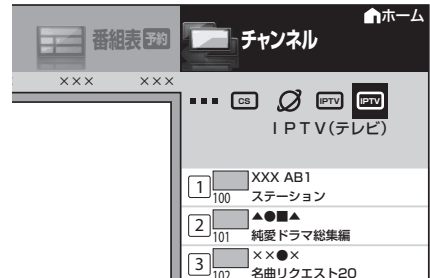 ホーム
番組表 予約
チャンネル
×××　×××
CS IPTV IPTV
ＩＰＴＶ(テレビ)
1 100 XXX AB1
ステーション
2 101 ▲●■▲
純愛ドラマ総集編
3 102 ××●×
名曲リクエスト20